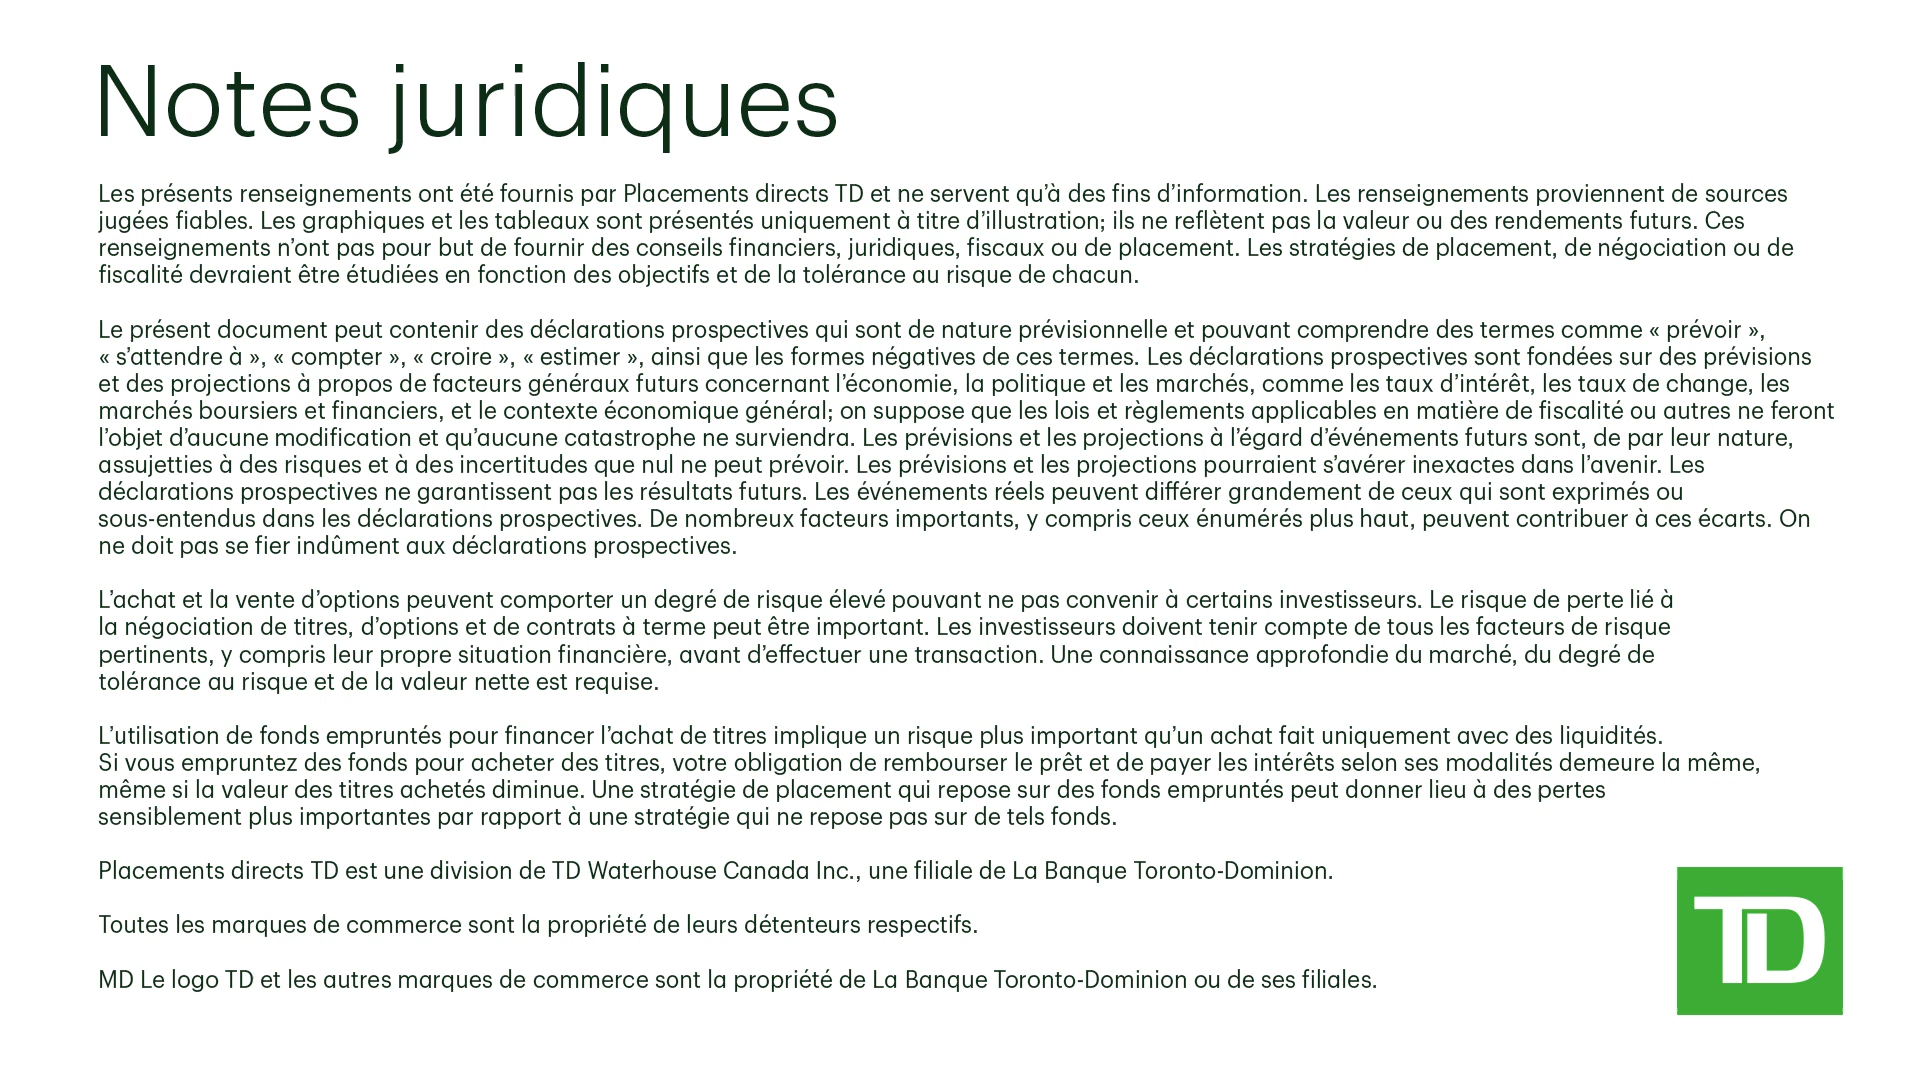 Notes juridiques
Les présents renseignements ont été fournis par Placements directs TD et ne servent qu’à des fins d’information. Les renseignements proviennent de sources
jugées fiables. Les graphiques et les tableaux sont présentés uniquement à titre d’illustration; ils ne reflètent pas la valeur ou des rendements futurs. Ces
renseignements n’ont pas pour but de fournir des conseils financiers, juridiques, fiscaux ou de placement. Les stratégies de placement, de négociation ou de
fiscalité devraient être étudiées en fonction des objectifs et de la tolérance au risque de chacun.
Le présent document peut contenir des déclarations prospectives qui sont de nature prévisionnelle et pouvant comprendre des termes comme « prévoir »,
« s’attendre à », « compter », « croire », « estimer », ainsi que les formes négatives de ces termes. Les déclarations prospectives sont fondées sur des prévisions
et des projections à propos de facteurs généraux futurs concernant l’économie, la politique et les marchés, comme les taux d’intérêt, les taux de change, les
marchés boursiers et financiers, et le contexte économique général; on suppose que les lois et règlements applicables en matière de fiscalité ou autres ne feront
l’objet d’aucune modification et qu’aucune catastrophe ne surviendra. Les prévisions et les projections à l’égard d’événements futurs sont, de par leur nature,
assujetties à des risques et à des incertitudes que nul ne peut prévoir. Les prévisions et les projections pourraient s’avérer inexactes dans l’avenir. Les
déclarations prospectives ne garantissent pas les résultats futurs. Les événements réels peuvent différer grandement de ceux qui sont exprimés ou
sous-entendus dans les déclarations prospectives. De nombreux facteurs importants, y compris ceux énumérés plus haut, peuvent contribuer à ces écarts. On
ne doit pas se fier indûment aux déclarations prospectives.
L’achat et la vente d’options peuvent comporter un degré de risque élevé pouvant ne pas convenir à certains investisseurs. Le risque de perte lié à
la négociation de titres, d’options et de contrats à terme peut être important. Les investisseurs doivent tenir compte de tous les facteurs de risque
pertinents, y compris leur propre situation financière, avant d’effectuer une transaction. Une connaissance approfondie du marché, du degré de
tolérance au risque et de la valeur nette est requise.
L’utilisation de fonds empruntés pour financer l’achat de titres implique un risque plus important qu’un achat fait uniquement avec des liquidités.
Si vous empruntez des fonds pour acheter des titres, votre obligation de rembourser le prêt et de payer les intérêts selon ses modalités demeure la même,
même si la valeur des titres achetés diminue. Une stratégie de placement qui repose sur des fonds empruntés peut donner lieu à des pertes
sensiblement plus importantes par rapport à une stratégie qui ne repose pas sur de tels fonds.
Placements directs TD est une division de TD Waterhouse Canada Inc., une filiale de La Banque Toronto-Dominion.
Toutes les marques de commerce sont la propriété de leurs détenteurs respectifs.
MD Le logo TD et les autres marques de commerce sont la propriété de La Banque Toronto-Dominion ou de ses filiales.
TD